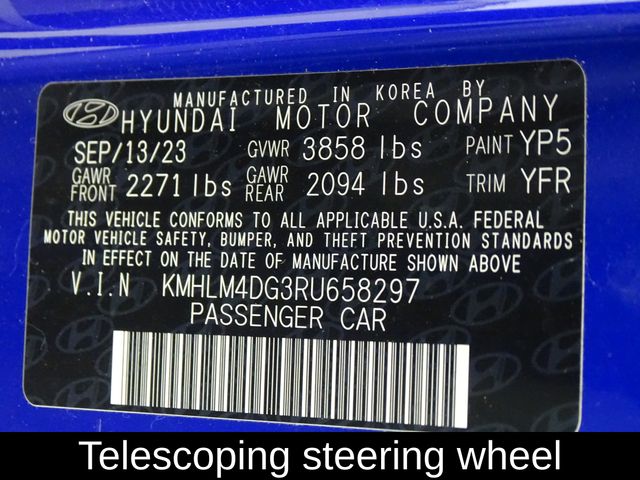 MANUFACTURED IN KOREA BY
HYUNDAI MOTOR COMPANY
SEP/13/23 GVWR 3858 lbs PAINT YP5
GAWR FRONT 2271 lbs GAWR REAR 2094 lbs TRIM YFR
THIS VEHICLE CONFORMS TO ALL APPLICABLE U.S.A. FEDERAL
MOTOR VEHICLE SAFETY, BUMPER, AND THEFT PREVENTION STANDARDS
IN EFFECT ON THE DATE OF MANUFACTURE SHOWN ABOVE
V.I.N KMHLM4DG3RU658297
PASSENGER CAR
Telescoping steering wheel